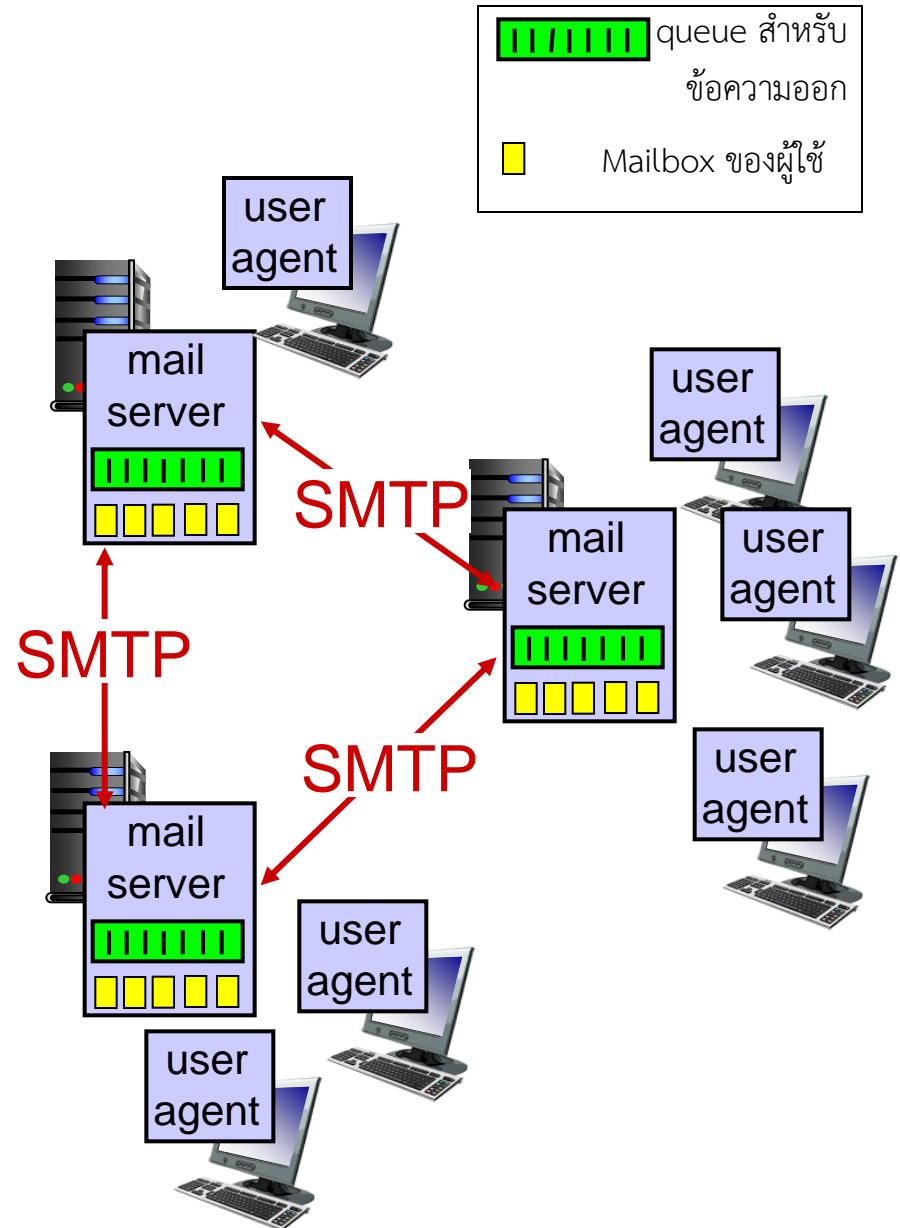 queue สำหรับ
ข้อความออก
Mailbox ของผู้ใช้
user
agent
mail
server
SMTP
user
agent
mail
server
user
agent
SMTP
SMTP
user
agent
mail
server
user
agent
user
agent